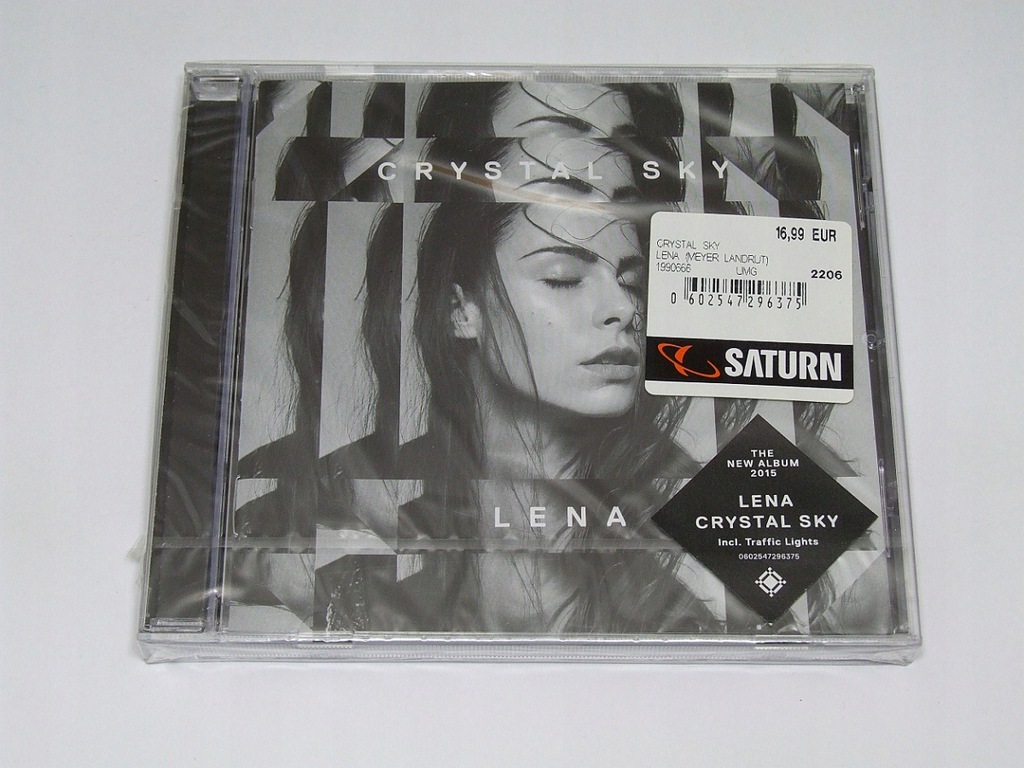 CRYSTAL SKY
16,99 EUR
CRYSTAL SKY
LENA (MEYER LANDRUT)
1990666 UMG 2206
0 602547 296375
SATURN
THE
NEW ALBUM
2015
LENA
CRYSTAL SKY
Incl. Traffic Lights
0602547296375
LENA